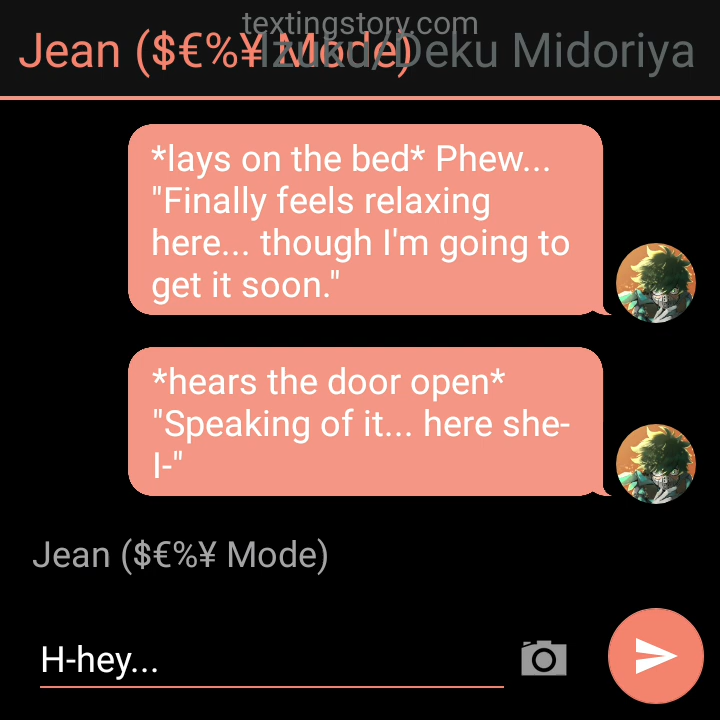 textingstory.com
Jean ($€%¥ Mode)
Izuku/Deku Midoriya
*lays on the bed* Phew...
"Finally feels relaxing
here... though I'm going to
get it soon."
*hears the door open*
"Speaking of it... here she-
I-"
Jean ($€%¥ Mode)
H-hey...